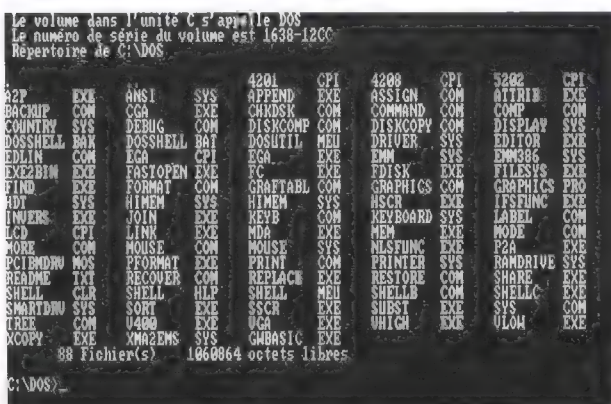 Le volume dans l'unité C s'appelle DOS
Le numéro de série du volume est 1638-12CC
Répertoire de C:\DOS
4201 CPI 4208 CPI 5202 CPI
A2P EXE ANSI SYS APPEND EXE ASSIGN COM ATTRIB EXE
BACKUP COM CGA EXE CHKDSK COM COMMAND COM COMP COM
COUNTRY SYS DEBUG COM DISKCOMP COM DISKCOPY COM DISPLAY SYS
DOSSHELL BAT DOSSHELL BAT DOSUTIL MEU DRIVER SYS EDITOR EXE
EDLIN COM EGA CPI EGA EXE EMM SYS EMM386 SYS
EXE2BIN EXE FASTOPEN EXE FC EXE FDISK EXE FILESYS EXE
FIND EXE FORMAT COM GRAFTABL COM GRAPHICS COM GRAPHICS PRO
HDT SYS HIMEM SYS HIMEM SYS HSCR EXE IFSFUNC EXE
INVERS EXE JOIN EXE KEYB COM KEYBOARD SYS LABEL COM
LCD CPI LINK EXE MDA EXE MEM EXE MODE COM
MORE COM MOUSE COM MOUSE SYS NLSFUNC EXE P2A EXE
PCIBMDRV MOS PFORMAT EXE PRINT COM PRINTER SYS RAMDRIVE SYS
README TXT RECOVER COM REPLACE EXE RESTORE COM SHARE EXE
SHELL CLR SHELL HLP SHELL MEU SHELLB COM SHELLC EXE
SMARTDRV SYS SORT EXE SSCR EXE SUBST EXE SYS COM
TREE COM V400 EXE VGA EXE VHIGH EXE VLOW EXE
XCOPY EXE XMA2EMS SYS GWBASIC EXE
88 Fichier(s) 1060864 octets libres
C:\DOS>_